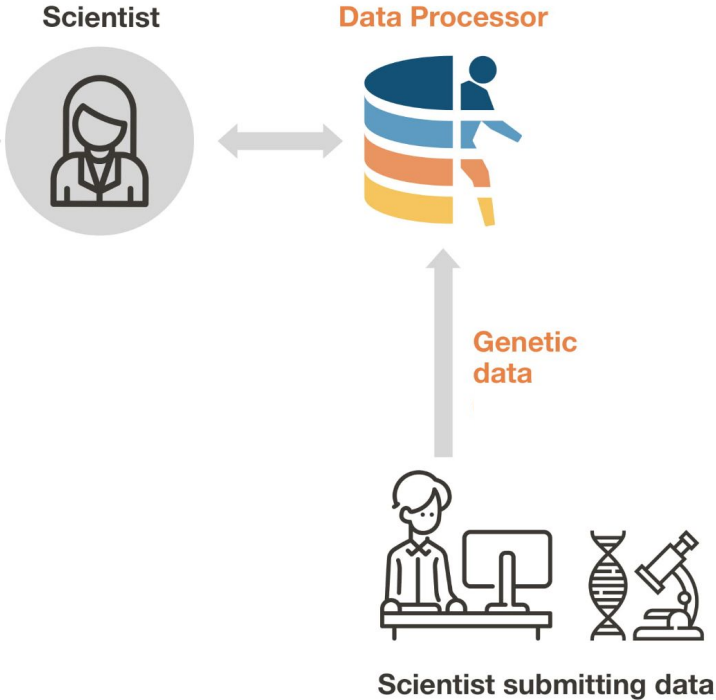 Scientist
Data Processor
Genetic
data
Scientist submitting data